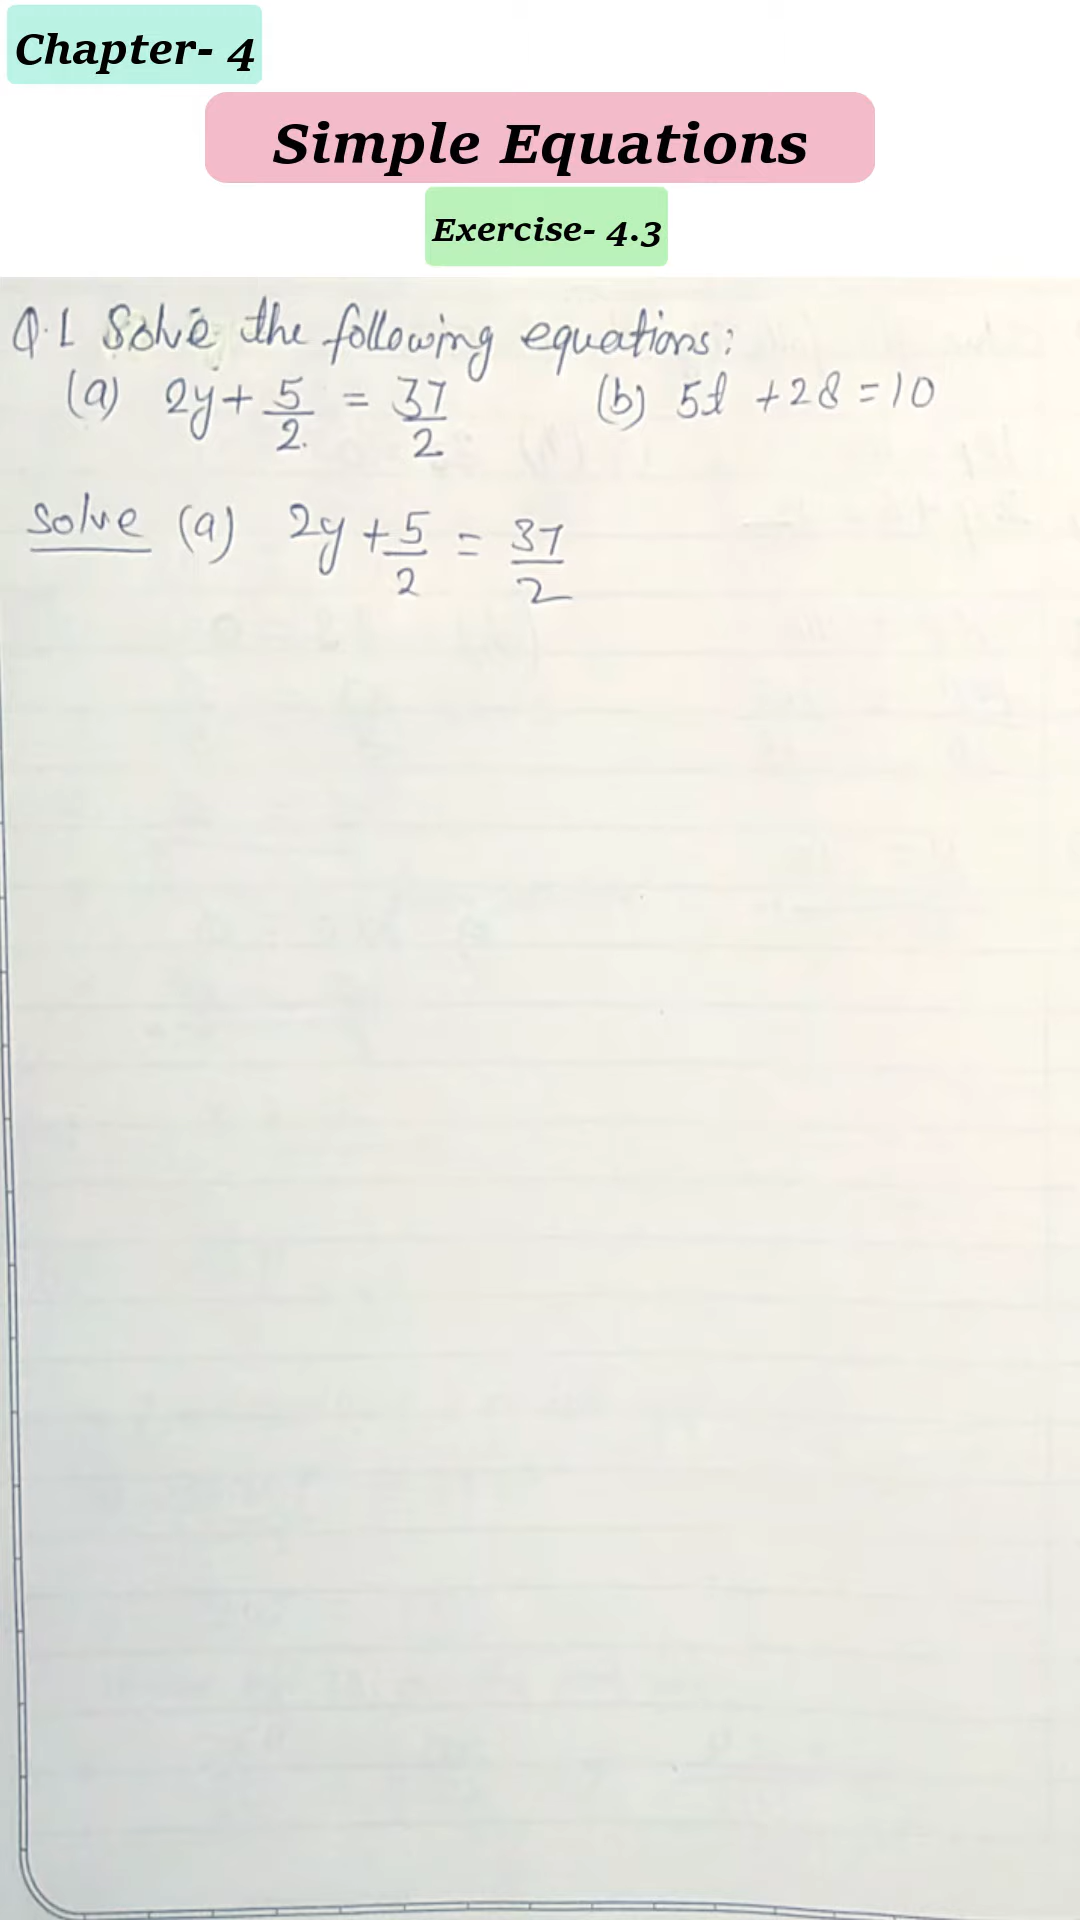 Chapter- 4
Simple Equations
Exercise- 4.3
Q.1 Solve the following equations:
(a) 2y + 5/2 = 37/2 (b) 5t + 28 = 10
Solve (a) 2y + 5/2 = 37/2